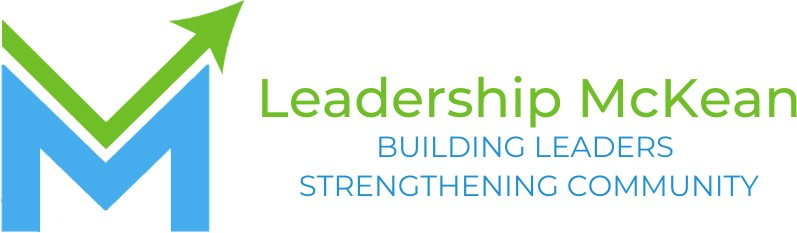 Leadership McKean
BUILDING LEADERS
STRENGTHENING COMMUNITY